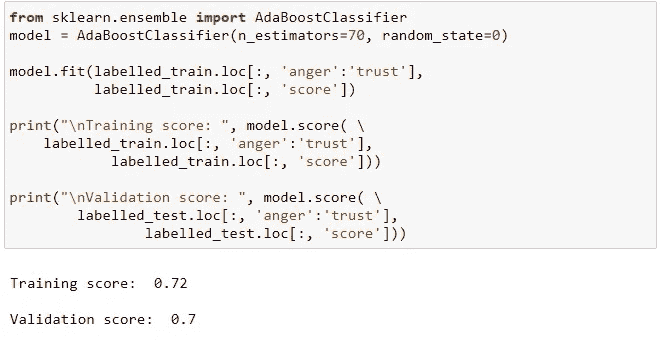 from sklearn.ensemble import AdaBoostClassifier
model = AdaBoostClassifier(n_estimators=70, random_state=0)
model.fit(labelled_train.loc[:, 'anger':'trust'],
labelled_train.loc[:, 'score'])
print("\nTraining score: ", model.score( \
labelled_train.loc[:, 'anger':'trust'],
labelled_train.loc[:, 'score']))
print("\nValidation score: ", model.score( \
labelled_test.loc[:, 'anger':'trust'],
labelled_test.loc[:, 'score']))
Training score:  0.72
Validation score:  0.7